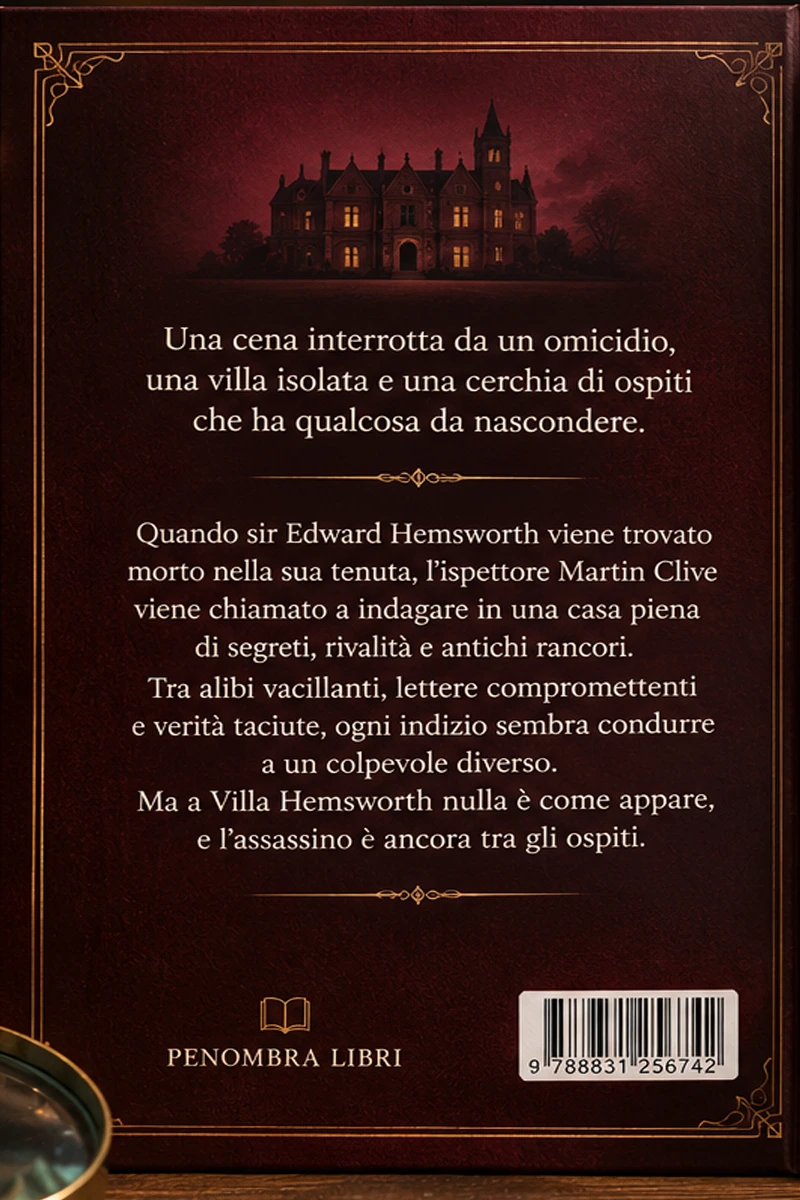 Una cena interrotta da un omicidio,
una villa isolata e una cerchia di ospiti
che ha qualcosa da nascondere.
Quando sir Edward Hemsworth viene trovato
morto nella sua tenuta, l’ispettore Martin Clive
viene chiamato a indagare in una casa piena
di segreti, rivalità e antichi rancori.
Tra alibi vacillanti, lettere compromettenti
e verità taciute, ogni indizio sembra condurre
a un colpevole diverso.
Ma a Villa Hemsworth nulla è come appare,
e l’assassino è ancora tra gli ospiti.
PENOMBRA LIBRI
9 788831 256742